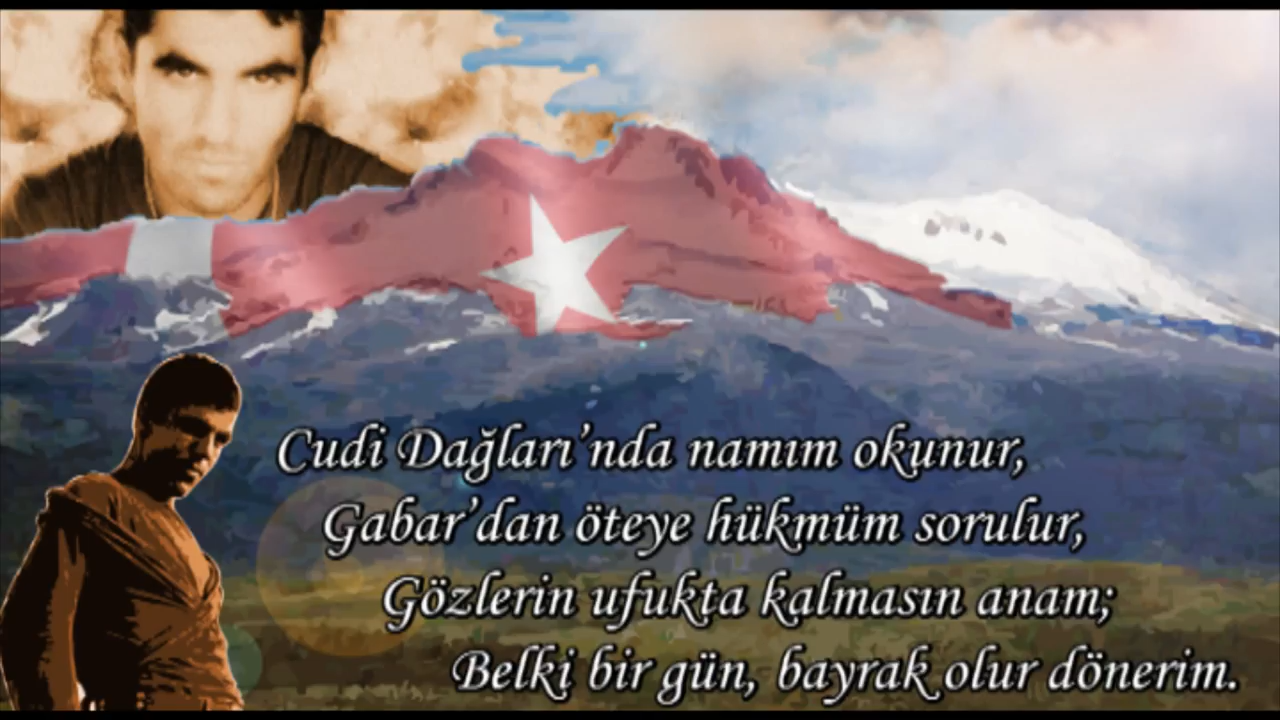 Cudi Dağları’nda namım okunur,
Gabar’dan öteye hükmüm sorulur,
Gözlerin ufukta kalmasın anam;
Belki bir gün, bayrak olur dönerim.